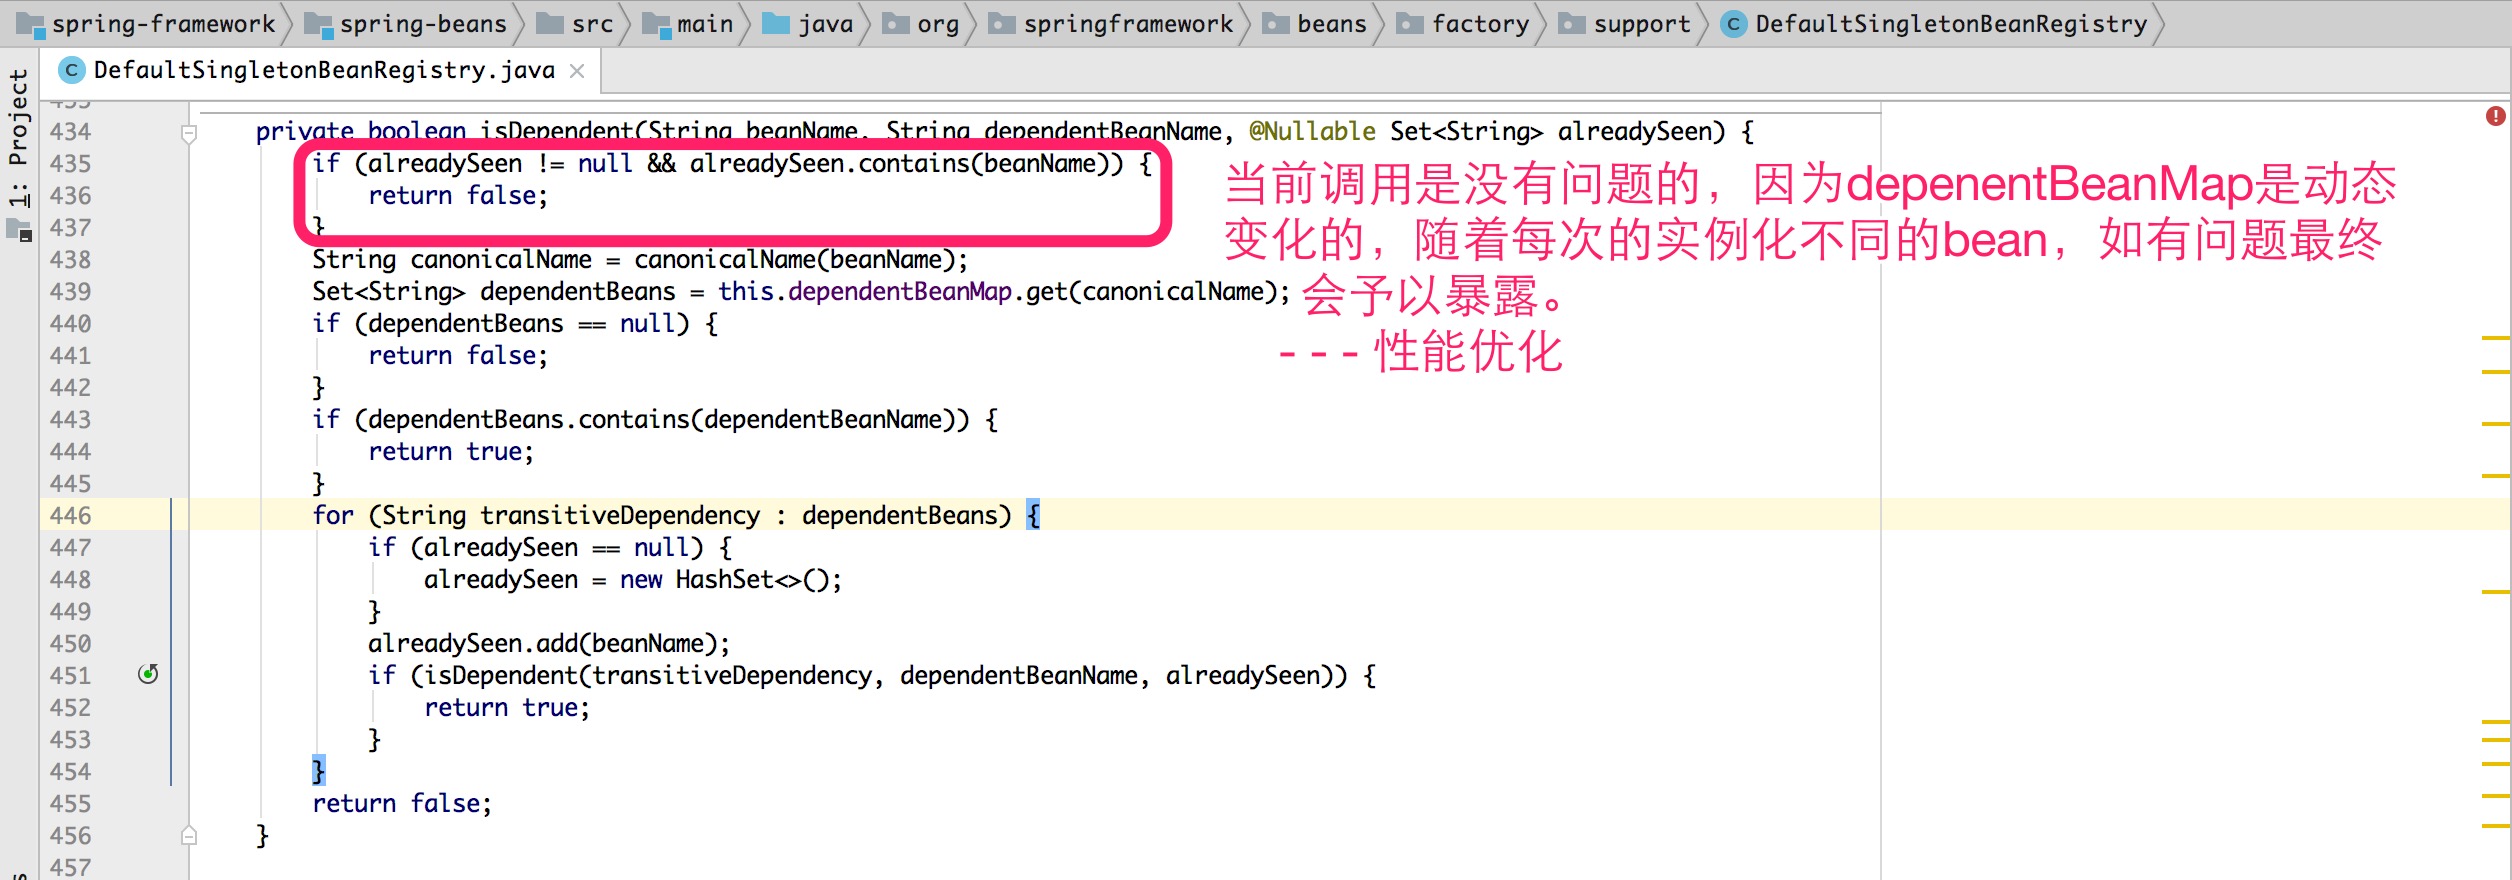 spring-framework spring-beans src main java org springframework beans factory support DefaultSingletonBeanRegistry
DefaultSingletonBeanRegistry.java
1: Project
434 private boolean isDependent(String beanName, String dependentBeanName, @Nullable Set<String> alreadySeen) {
435 if (alreadySeen != null && alreadySeen.contains(beanName)) {
436 return false;
437 }
438 String canonicalName = canonicalName(beanName);
439 Set<String> dependentBeans = this.dependentBeanMap.get(canonicalName);
440 if (dependentBeans == null) {
441 return false;
442 }
443 if (dependentBeans.contains(dependentBeanName)) {
444 return true;
445 }
446 for (String transitiveDependency : dependentBeans) {
447 if (alreadySeen == null) {
448 alreadySeen = new HashSet<>();
449 }
450 alreadySeen.add(beanName);
451 if (isDependent(transitiveDependency, dependentBeanName, alreadySeen)) {
452 return true;
453 }
454 }
455 return false;
456 }
457
当前调用是没有问题的，因为depenentBeanMap是动态
变化的，随着每次的实例化不同的bean，如有问题最终
会予以暴露。
- - - 性能优化